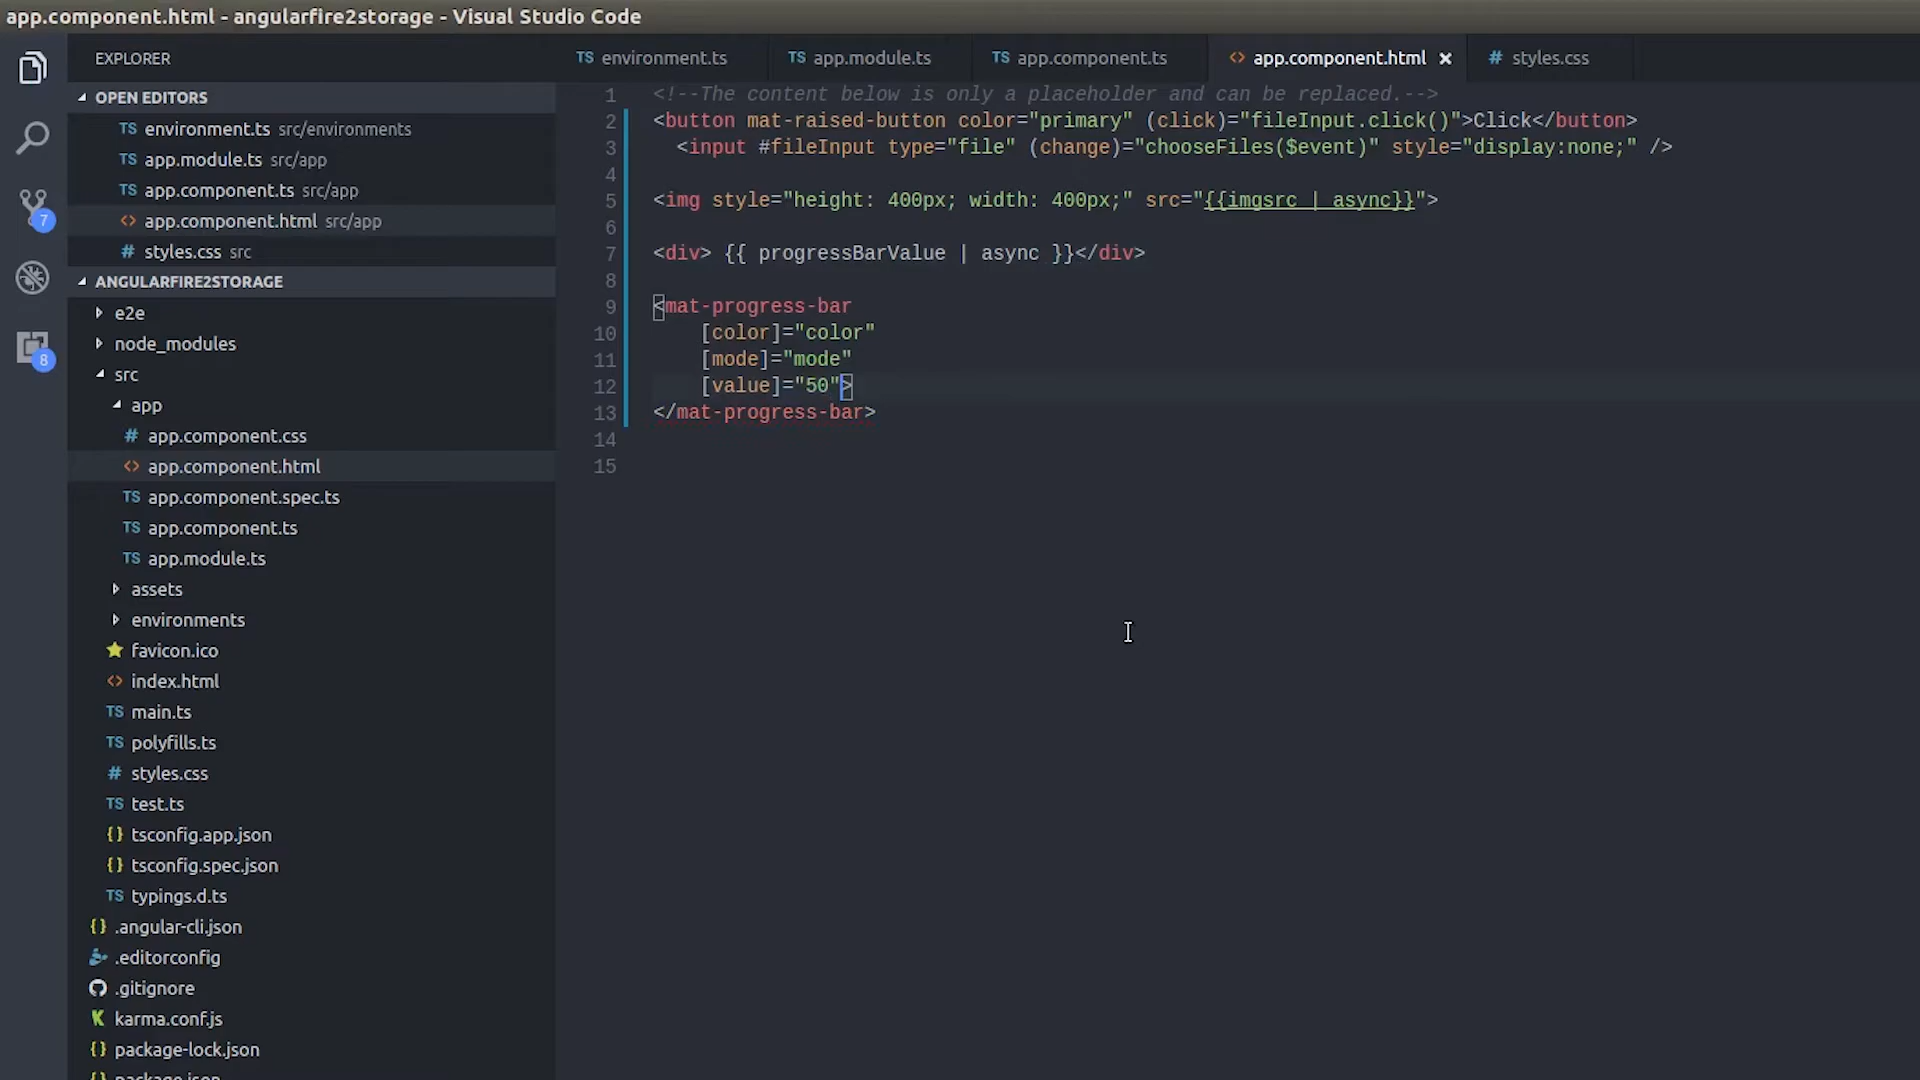 app.component.html - angularfire2storage - Visual Studio Code
EXPLORER
OPEN EDITORS
TS environment.ts src/environments
TS app.module.ts src/app
TS app.component.ts src/app
<> app.component.html src/app
# styles.css src
ANGULARFIRE2STORAGE
e2e
node_modules
src
app
# app.component.css
<> app.component.html
TS app.component.spec.ts
TS app.component.ts
TS app.module.ts
assets
environments
favicon.ico
<> index.html
TS main.ts
TS polyfills.ts
# styles.css
TS test.ts
{} tsconfig.app.json
{} tsconfig.spec.json
TS typings.d.ts
{} .angular-cli.json
.editorconfig
.gitignore
K karma.conf.js
{} package-lock.json
{} package.json
7
8
TS environment.ts TS app.module.ts TS app.component.ts <> app.component.html × # styles.css
1 <!--The content below is only a placeholder and can be replaced.-->
2 <button mat-raised-button color="primary" (click)="fileInput.click()">Click</button>
3 <input #fileInput type="file" (change)="chooseFiles($event)" style="display:none;" />
4
5 <img style="height: 400px; width: 400px;" src="{{imgsrc | async}}">
6
7 <div> {{ progressBarValue | async }}</div>
8
9 <mat-progress-bar
10 [color]="color"
11 [mode]="mode"
12 [value]="50">
13 </mat-progress-bar>
14
15